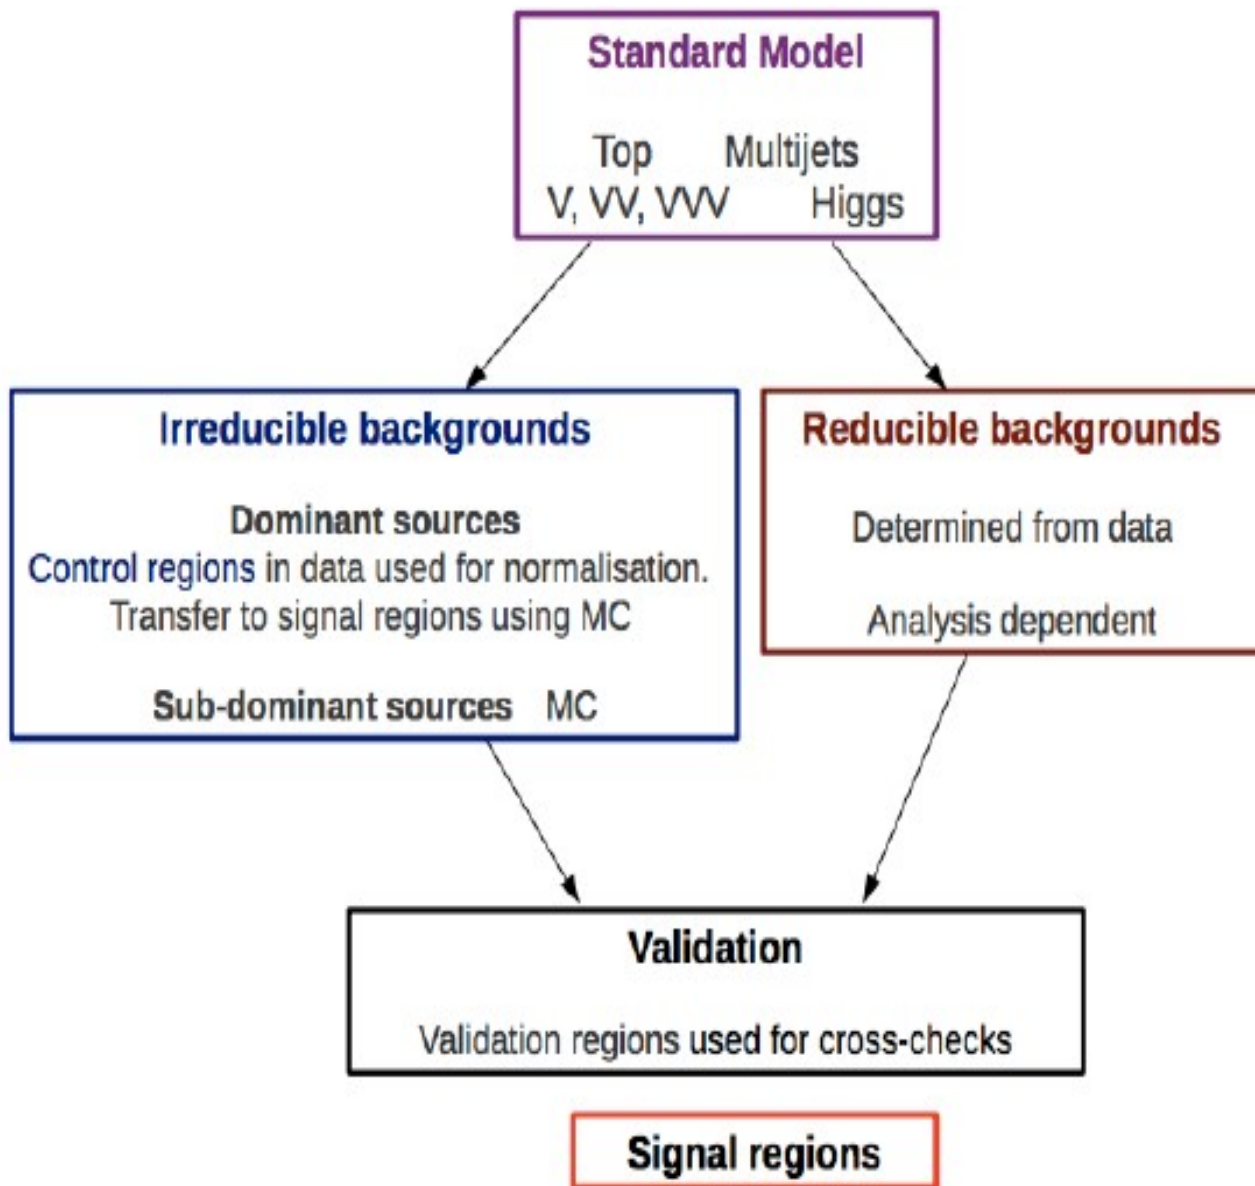 Standard Model
Top Multijets
V, VV, VVV Higgs
Irreducible backgrounds
Dominant sources
Control regions in data used for normalisation.
Transfer to signal regions using MC
Sub-dominant sources MC
Reducible backgrounds
Determined from data
Analysis dependent
Validation
Validation regions used for cross-checks
Signal regions